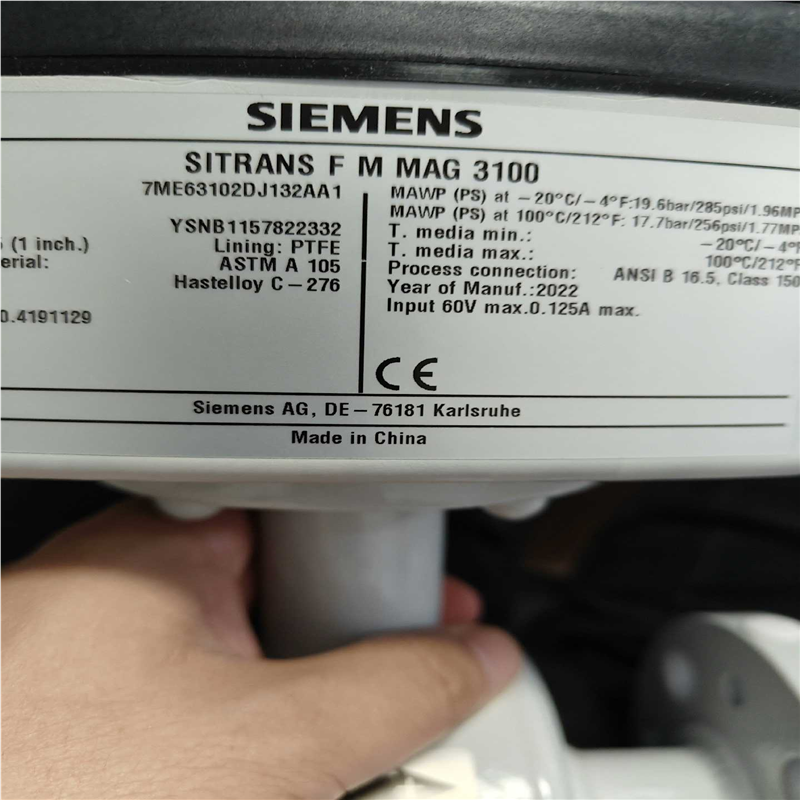 SIEMENS
SITRANS F M MAG 3100
7ME63102DJ132AA1
YSNB1157822332
(1 inch.)
Lining: PTFE
erial:
ASTM A 105
Hastelloy C-276
0.4191129
MAWP (PS) at -20°C/-4°F:19.6bar/285psi/1.96MP
MAWP (PS) at 100°C/212°F: 17.7bar/256psi/1.77MP
T. media min.: -20°C/-4°F
T. media max.: 100°C/212°F
Process connection: ANSI B 16.5, Class 150
Year of Manuf.:2022
Input 60V max.0.125A max.
CE
Siemens AG, DE-76181 Karlsruhe
Made in China